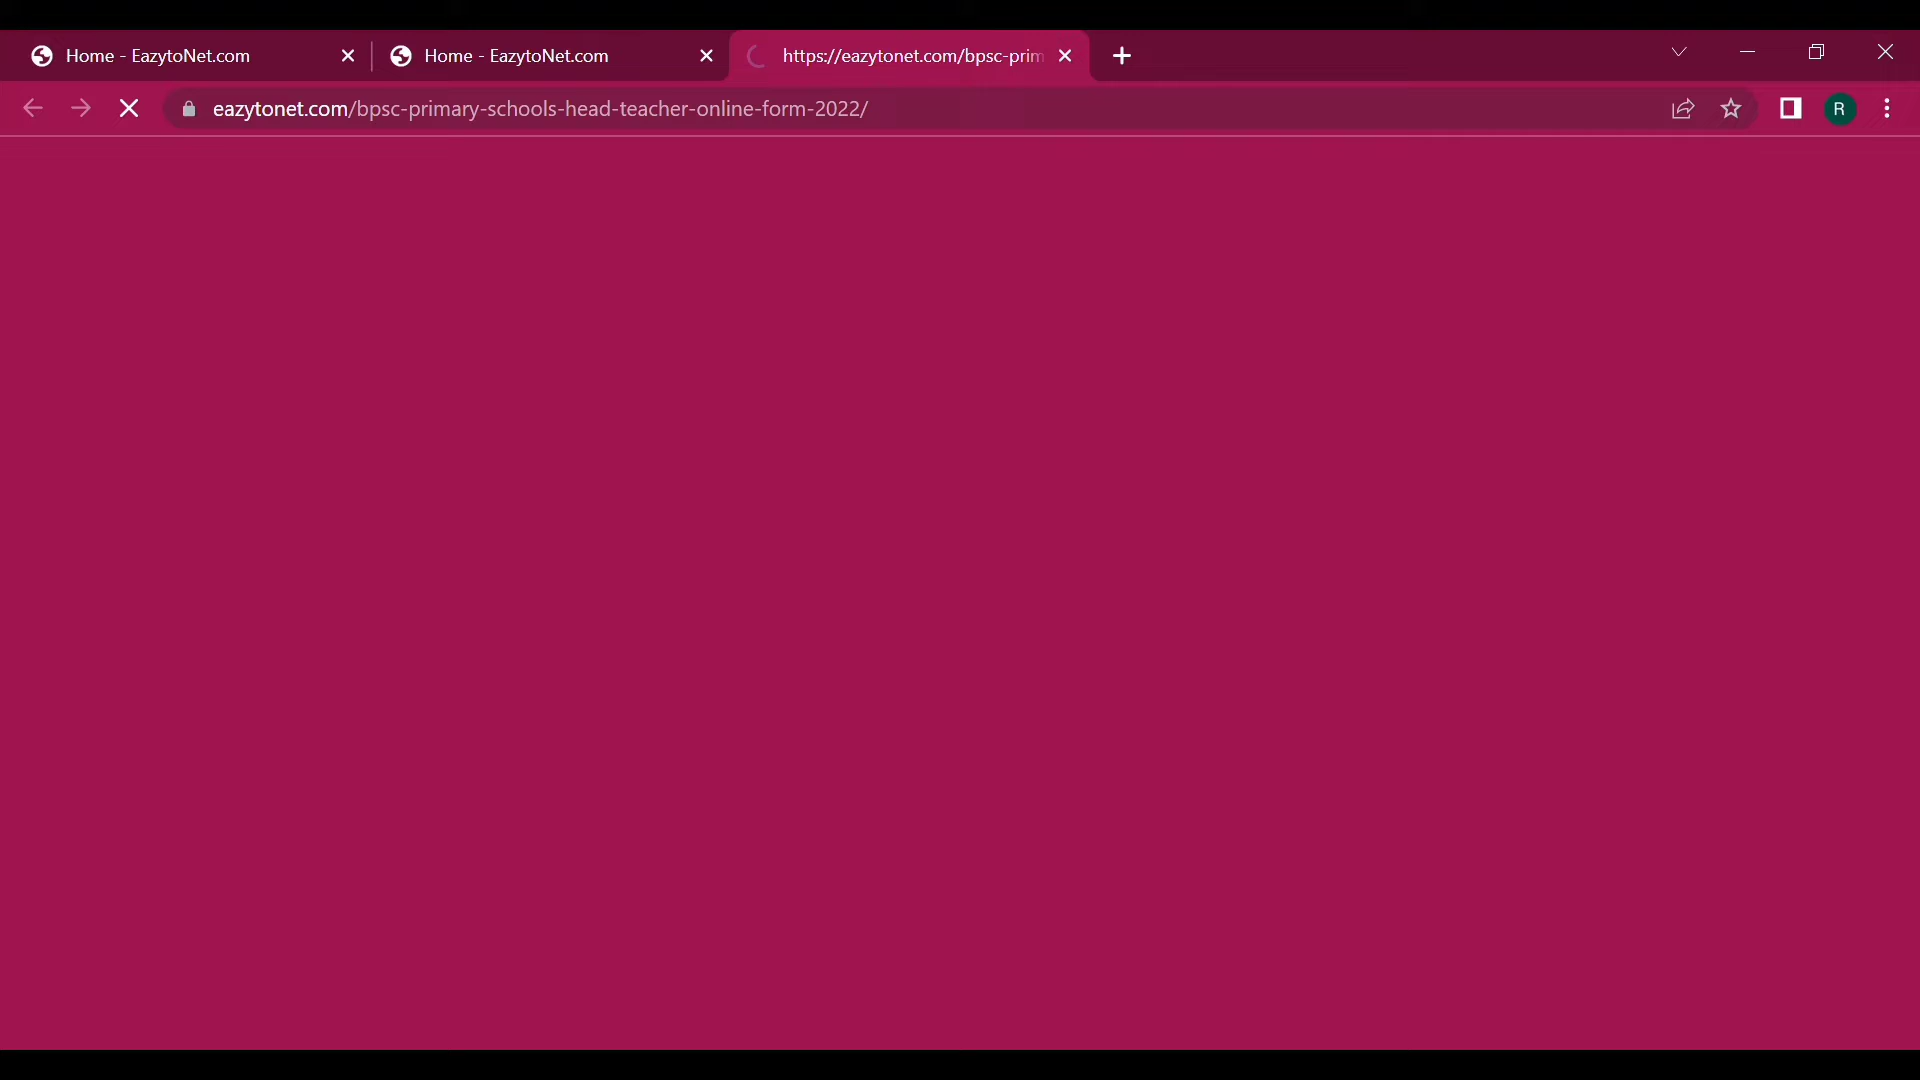 Home - EazytoNet.com
Home - EazytoNet.com
https://eazytonet.com/bpsc-prim
eazytonet.com/bpsc-primary-schools-head-teacher-online-form-2022/
R